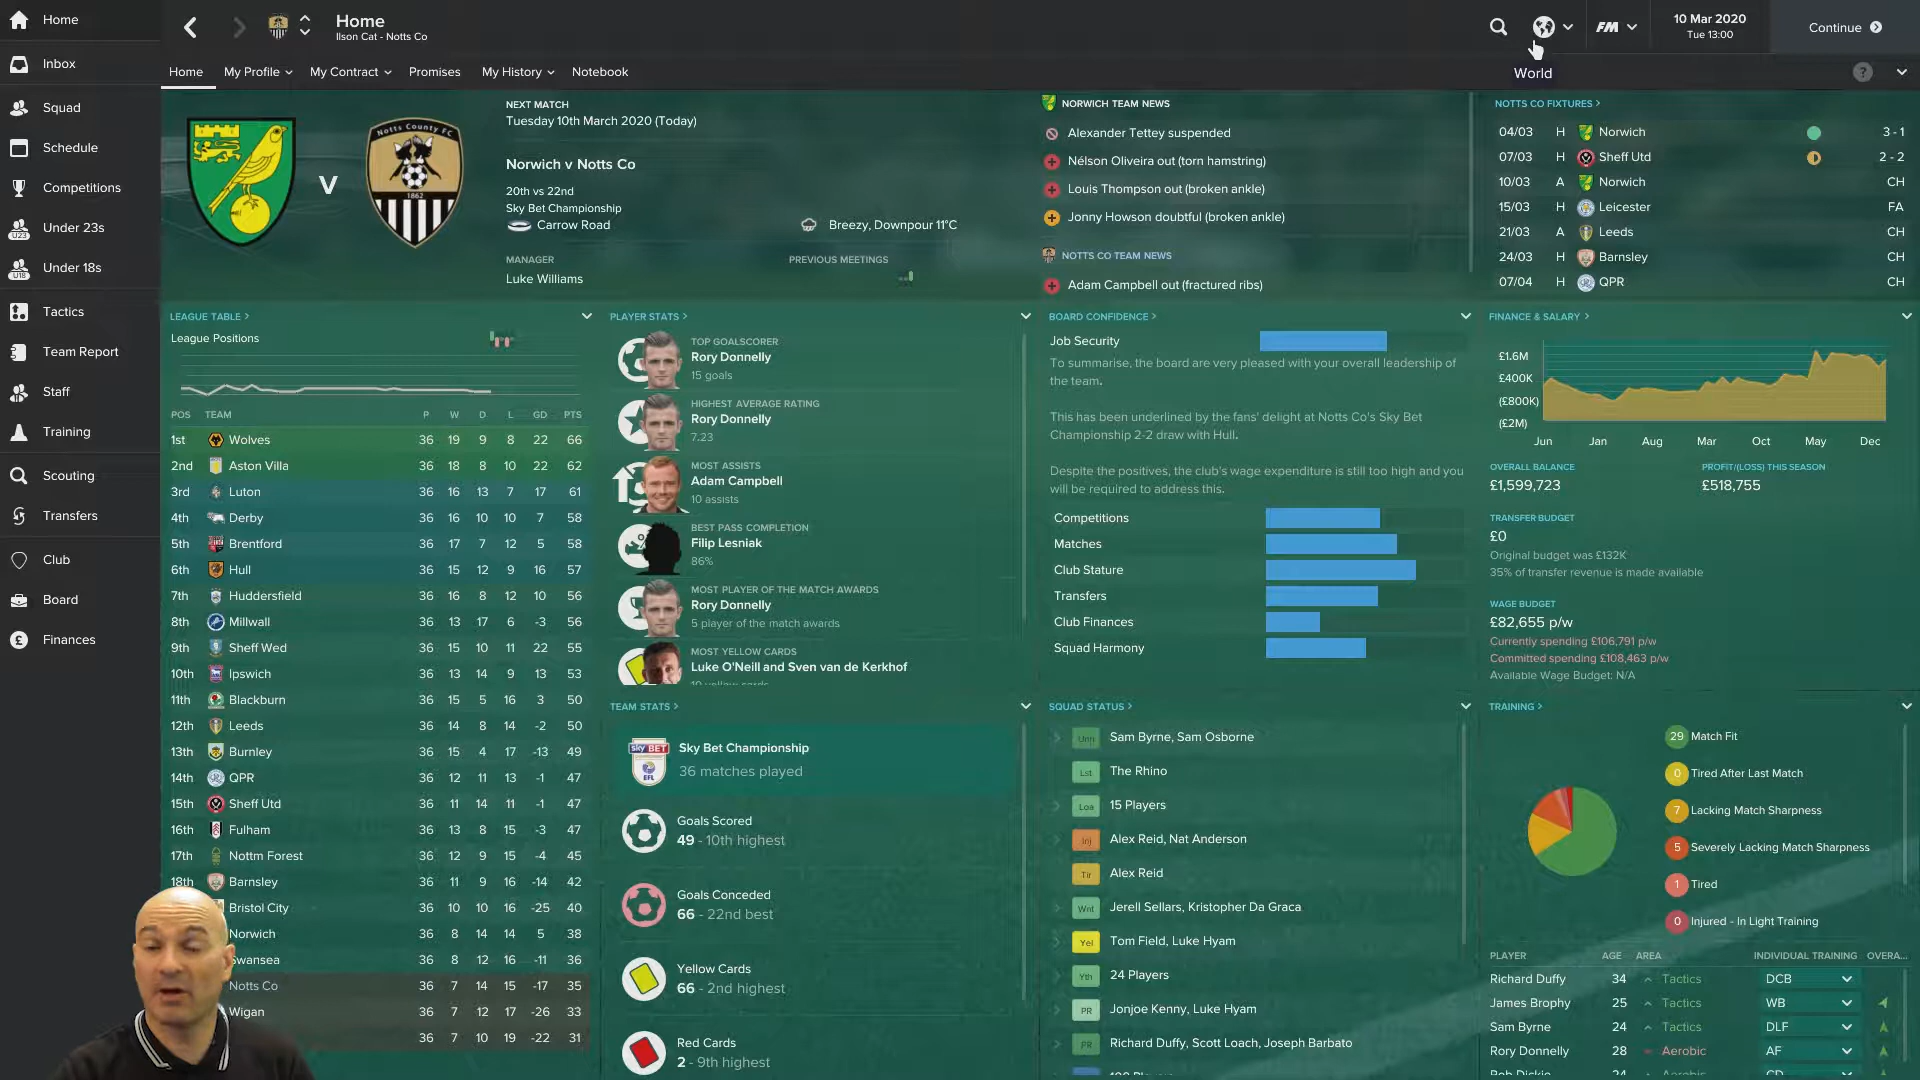 Home
Inbox
Squad
Schedule
Competitions
Under 23s
Under 18s
Tactics
Team Report
Staff
Training
Scouting
Transfers
Club
Board
Finances
Home
Ilson Cat - Notts Co
FM
10 Mar 2020
Tue 13:00
Continue
World
Home My Profile My Contract Promises My History Notebook
Notts County FC
1862
V
NEXT MATCH
Tuesday 10th March 2020 (Today)
Norwich v Notts Co
20th vs 22nd
Sky Bet Championship
Carrow Road
Breezy, Downpour 11°C
MANAGER
Luke Williams
PREVIOUS MEETINGS
NORWICH TEAM NEWS
Alexander Tettey suspended
Nélson Oliveira out (torn hamstring)
Louis Thompson out (broken ankle)
Jonny Howson doubtful (broken ankle)
NOTTS CO TEAM NEWS
Adam Campbell out (fractured ribs)
NOTTS CO FIXTURES >
04/03 H Norwich 3 - 1
07/03 H Sheff Utd 2 - 2
10/03 A Norwich CH
15/03 H Leicester FA
21/03 A Leeds CH
24/03 H Barnsley CH
07/04 H QPR CH
LEAGUE TABLE >
League Positions
POS TEAM P W D L GD PTS
1st Wolves 36 19 9 8 22 66
2nd Aston Villa 36 18 8 10 22 62
3rd Luton 36 16 13 7 17 61
4th Derby 36 16 10 10 7 58
5th Brentford 36 17 7 12 5 58
6th Hull 36 15 12 9 16 57
7th Huddersfield 36 16 8 12 10 56
8th Millwall 36 13 17 6 -3 56
9th Sheff Wed 36 15 10 11 22 55
10th Ipswich 36 13 14 9 13 53
11th Blackburn 36 15 5 16 3 50
12th Leeds 36 14 8 14 -2 50
13th Burnley 36 15 4 17 -13 49
14th QPR 36 12 11 13 -1 47
15th Sheff Utd 36 11 14 11 -1 47
16th Fulham 36 13 8 15 -3 47
17th Nottm Forest 36 12 9 15 -4 45
18th Barnsley 36 11 9 16 -14 42
Bristol City 36 10 10 16 -25 40
Norwich 36 8 14 14 5 38
Swansea 36 8 12 16 -11 36
Notts Co 36 7 14 15 -17 35
Wigan 36 7 12 17 -26 33
36 7 10 19 -22 31
PLAYER STATS >
TOP GOALSCORER
Rory Donnelly
15 goals
HIGHEST AVERAGE RATING
Rory Donnelly
7.23
MOST ASSISTS
Adam Campbell
10 assists
BEST PASS COMPLETION
Filip Lesniak
86%
MOST PLAYER OF THE MATCH AWARDS
Rory Donnelly
5 player of the match awards
MOST YELLOW CARDS
Luke O'Neill and Sven van de Kerkhof
10 yellow cards
TEAM STATS >
sky BET
EFL
Sky Bet Championship
36 matches played
Goals Scored
49 - 10th highest
Goals Conceded
66 - 22nd best
Yellow Cards
66 - 2nd highest
Red Cards
2 - 9th highest
BOARD CONFIDENCE >
Job Security
To summarise, the board are very pleased with your overall leadership of
the team.
This has been underlined by the fans' delight at Notts Co's Sky Bet
Championship 2-2 draw with Hull.
Despite the positives, the club's wage expenditure is still too high and you
will be required to address this.
Competitions
Matches
Club Stature
Transfers
Club Finances
Squad Harmony
SQUAD STATUS >
Unn Sam Byrne, Sam Osborne
Lst The Rhino
Loa 15 Players
Inj Alex Reid, Nat Anderson
Tir Alex Reid
Wnt Jerell Sellars, Kristopher Da Graca
Yel Tom Field, Luke Hyam
Yth 24 Players
PR Jonjoe Kenny, Luke Hyam
FR Richard Duffy, Scott Loach, Joseph Barbato
FINANCE & SALARY >
£1.6M
£400K
(£800K)
(£2M)
Jun Jan Aug Mar Oct May Dec
OVERALL BALANCE
£1,599,723
PROFIT/(LOSS) THIS SEASON
£518,755
TRANSFER BUDGET
£0
Original budget was £132K
35% of transfer revenue is made available
WAGE BUDGET
£82,655 p/w
Currently spending £106,791 p/w
Committed spending £108,463 p/w
Available Wage Budget: N/A
TRAINING >
29 Match Fit
0 Tired After Last Match
7 Lacking Match Sharpness
5 Severely Lacking Match Sharpness
1 Tired
0 Injured - In Light Training
PLAYER AGE AREA INDIVIDUAL TRAINING OVERA...
Richard Duffy 34 Tactics DCB
James Brophy 25 Tactics WB
Sam Byrne 24 Tactics DLF
Rory Donnelly 28 Aerobic AF
Rob Dickie 24 Aerobic CD